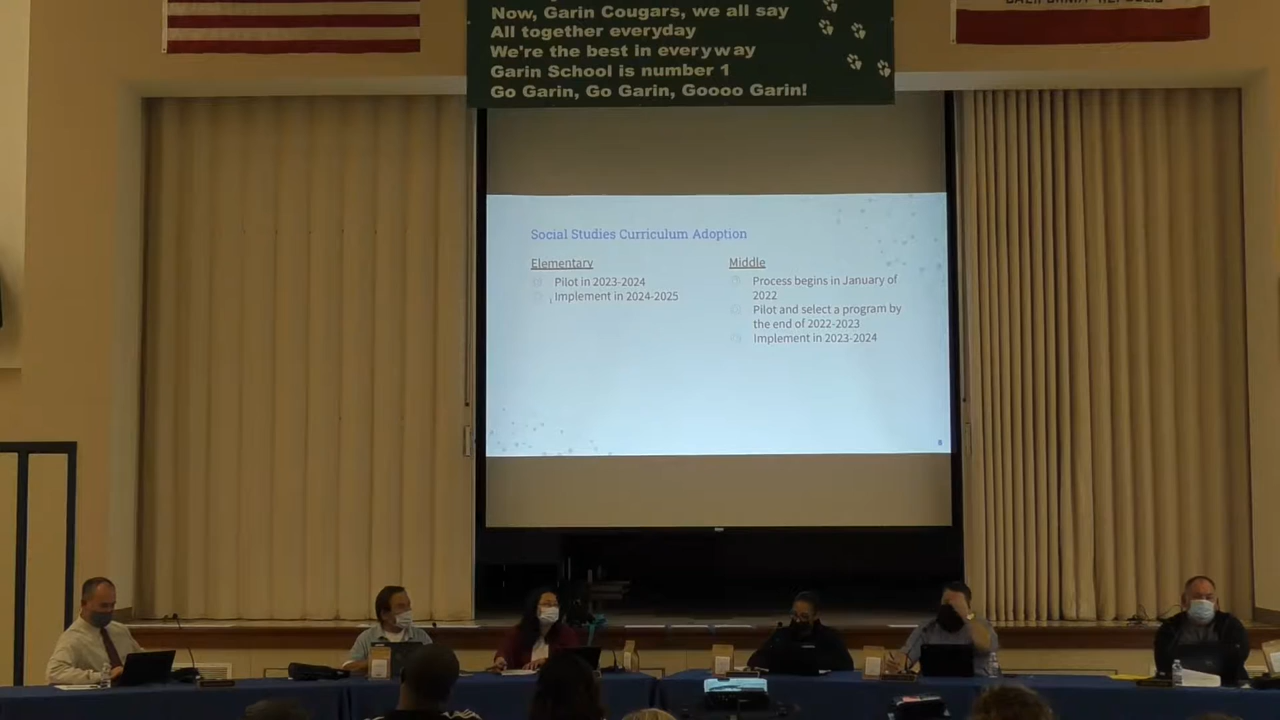 Now, Garin Cougars, we all say
All together everyday
We're the best in everyway
Garin School is number 1
Go Garin, Go Garin, Goooo Garin!
CALIFORNIA REPUBLIC
Social Studies Curriculum Adoption
Elementary
Pilot in 2023-2024
Implement in 2024-2025
Middle
Process begins in January of
2022
Pilot and select a program by
the end of 2022-2023
Implement in 2023-2024